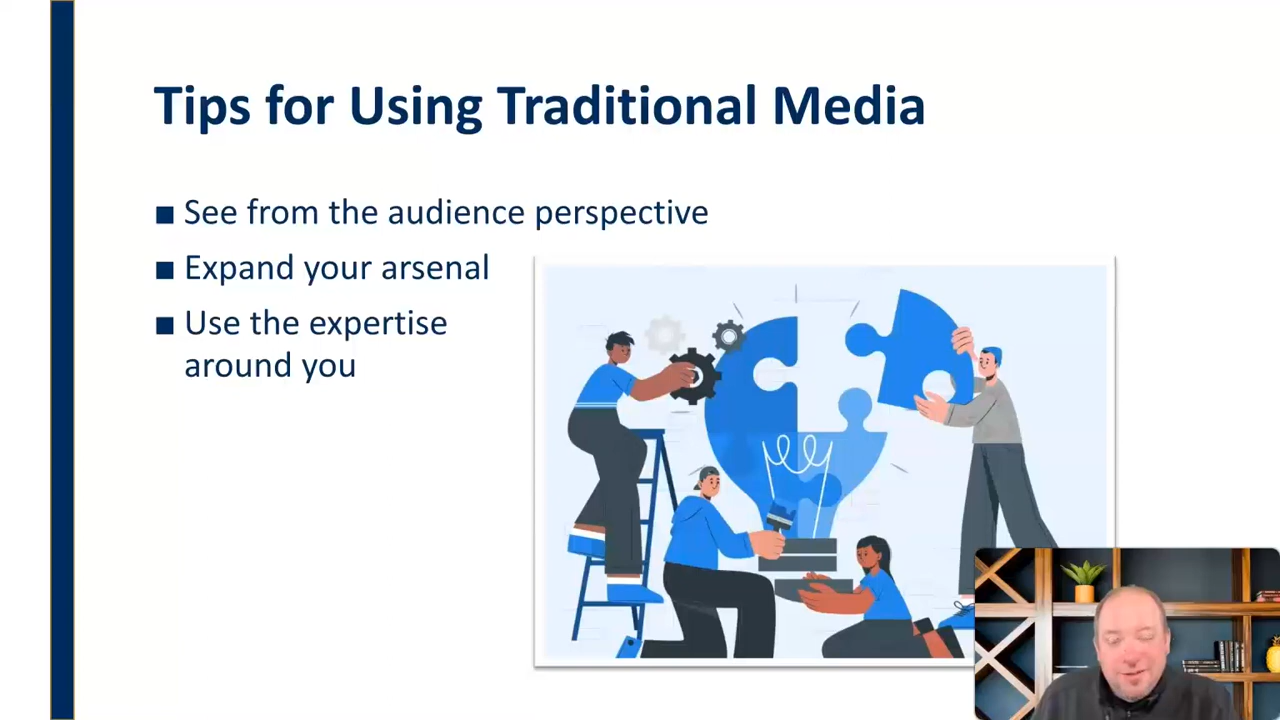 Tips for Using Traditional Media
■ See from the audience perspective
■ Expand your arsenal
■ Use the expertise
around you